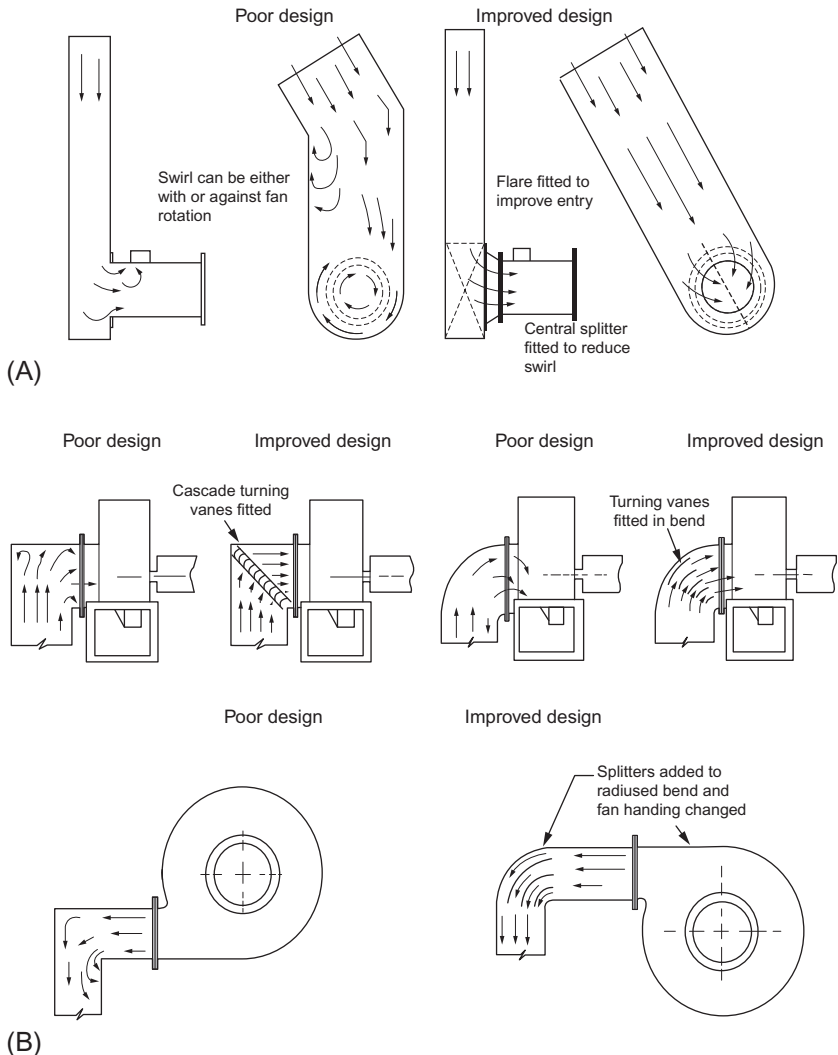 Poor design
Improved design
Swirl can be either
with or against fan
rotation
Flare fitted to
improve entry
Central splitter
fitted to reduce
swirl
(A)
Poor design
Improved design
Poor design
Improved design
Cascade turning
vanes fitted
Turning vanes
fitted in bend
Poor design
Improved design
Splitters added to
radiused bend and
fan handing changed
(B)